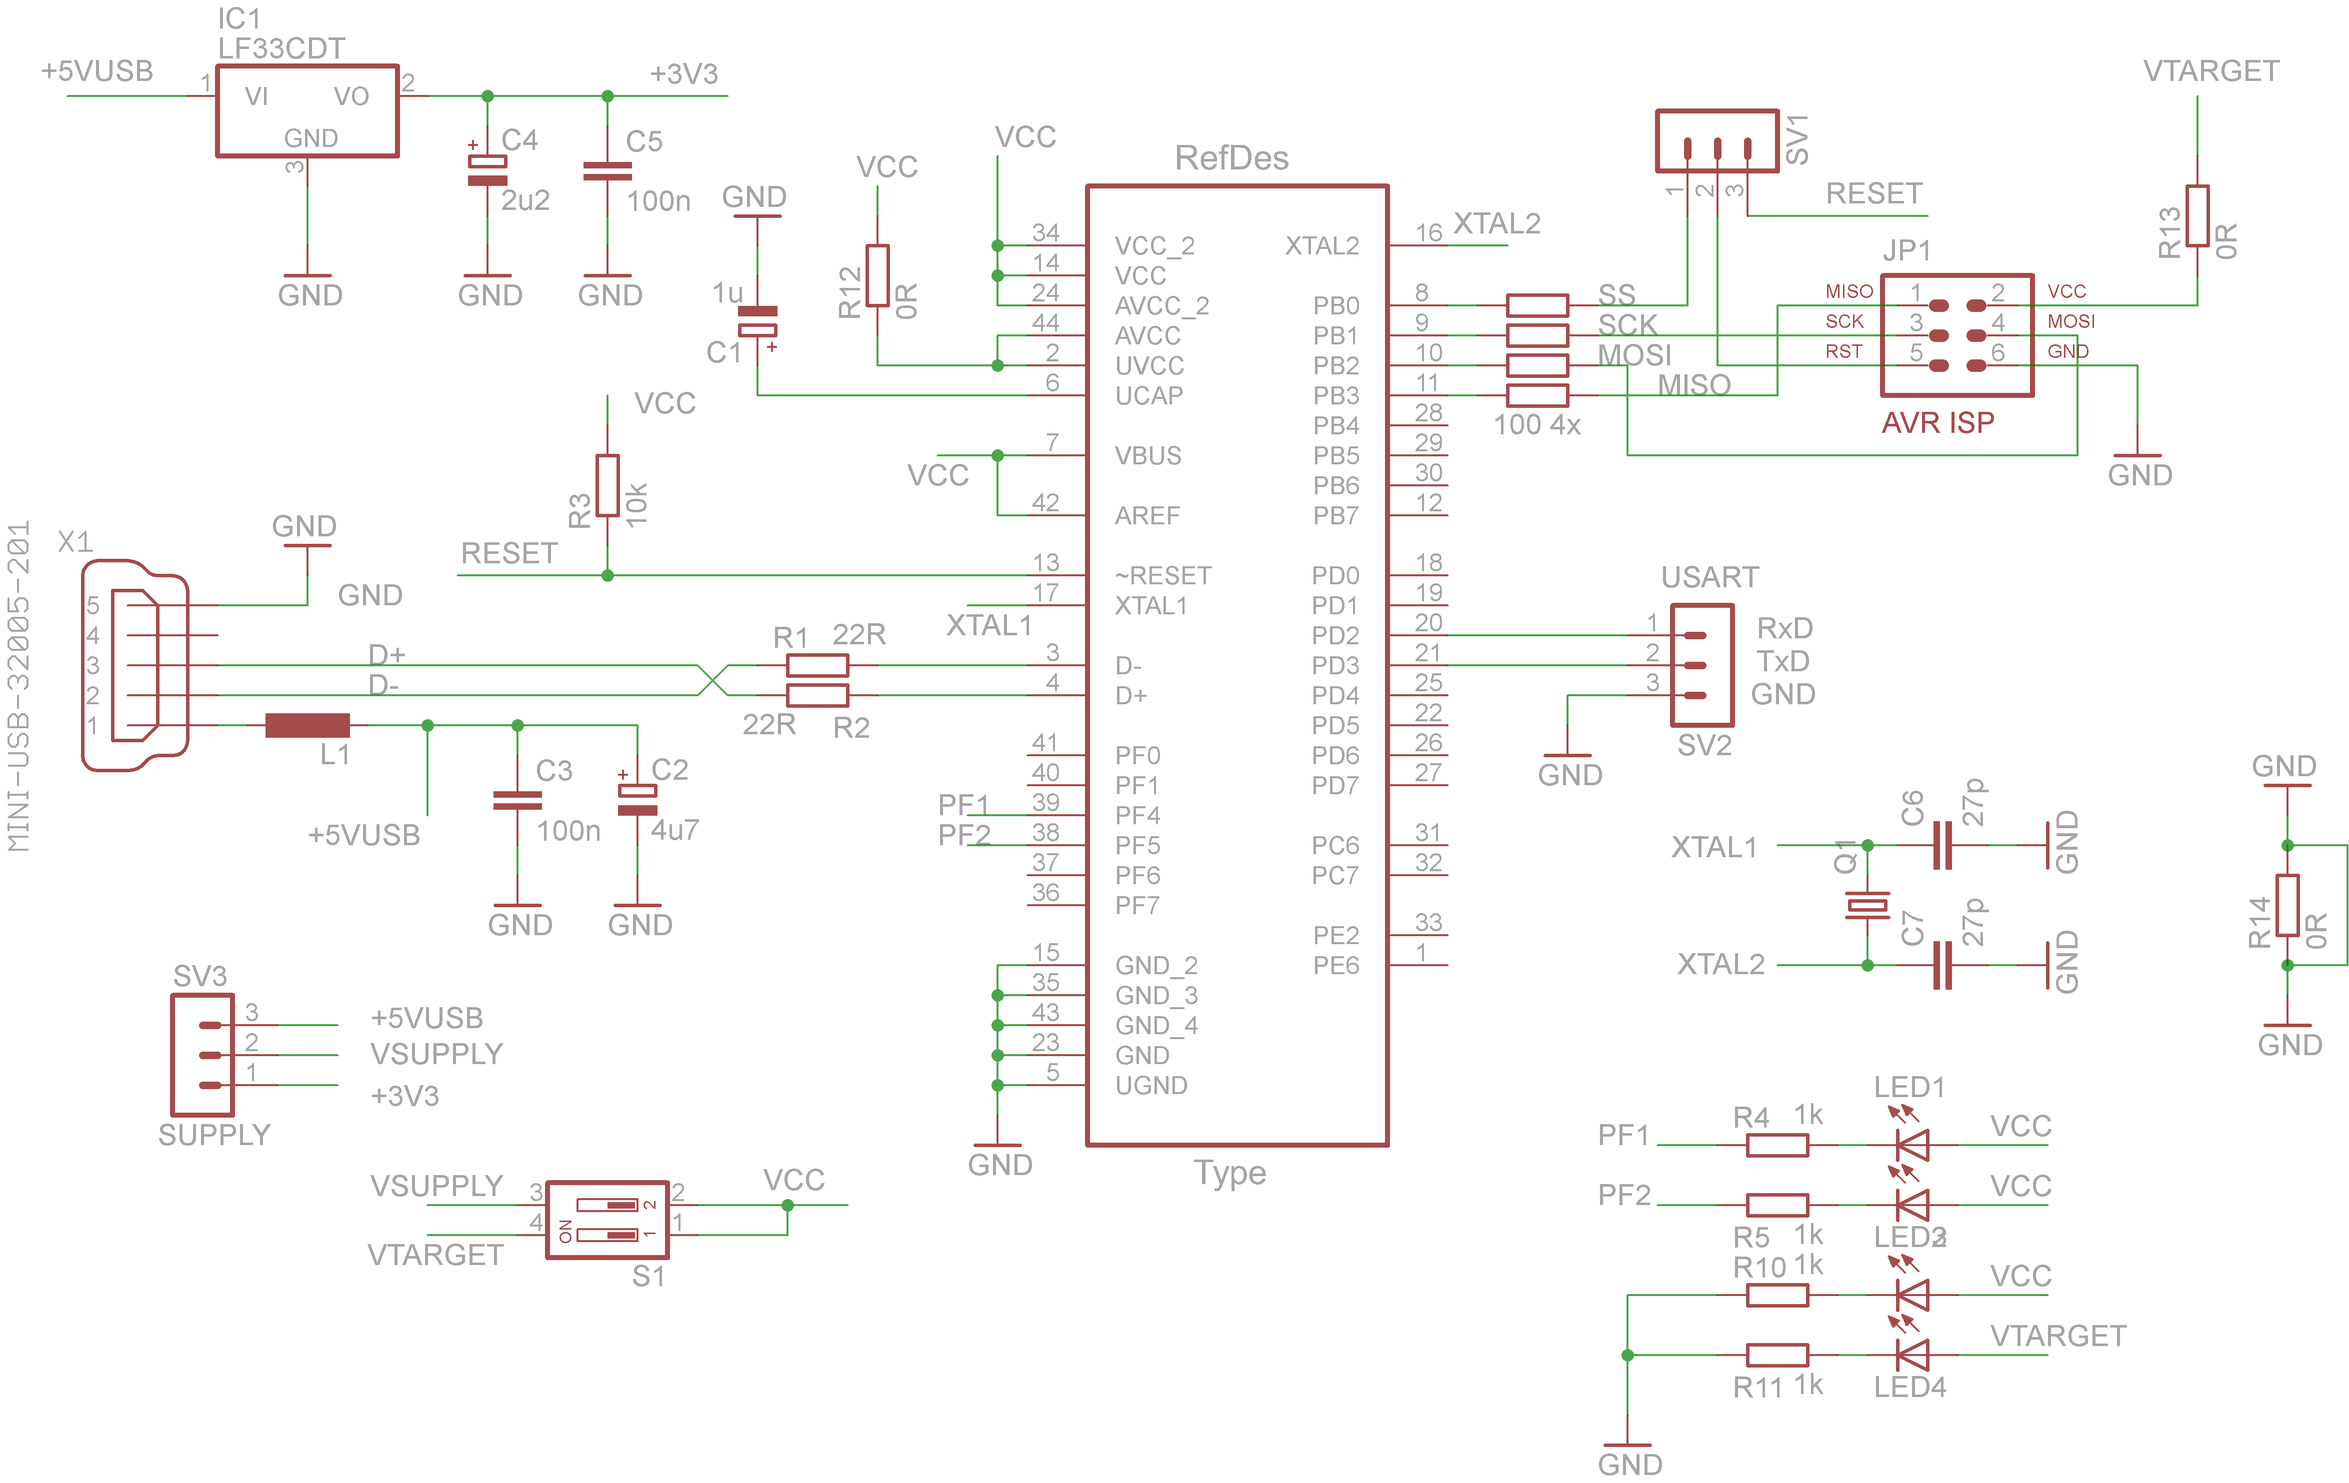 IC1
LF33CDT
+5VUSB
1
VI
VO
2
GND
3
+3V3
C4
+
2u2
C5
100n
GND
GND
GND
GND
1u
C1
+
VCC
R12
0R
VCC
RefDes
34
VCC_2
14
VCC
24
AVCC_2
44
AVCC
2
UVCC
6
UCAP
7
VBUS
VCC
42
AREF
13
~RESET
17
XTAL1
XTAL1
3
D-
4
D+
41
PF0
40
PF1
PF1
39
PF4
PF2
38
PF5
37
PF6
36
PF7
15
GND_2
35
GND_3
43
GND_4
23
GND
5
UGND
GND
Type
XTAL2
16
XTAL2
PB0
8
SS
PB1
9
SCK
PB2
10
MOSI
PB3
11
MISO
100 4x
PB4
28
PB5
29
PB6
30
PB7
12
PD0
18
PD1
19
PD2
20
PD3
21
PD4
25
PD5
22
PD6
26
PD7
27
PC6
31
PC7
32
PE2
33
PE6
1
SV1
1
2
3
RESET
JP1
MISO
1
2
VCC
SCK
3
4
MOSI
RST
5
6
GND
AVR ISP
VTARGET
R13
0R
GND
VCC
R3
10k
RESET
MINI-USB-32005-201
X1
GND
GND
5
4
3
2
1
D+
D-
R1
22R
22R
R2
L1
+5VUSB
C3
100n
+
C2
4u7
GND
GND
USART
1
RxD
2
TxD
3
GND
SV2
GND
XTAL1
Q1
C6
27p
GND
XTAL2
C7
27p
GND
GND
R14
0R
GND
SV3
3
+5VUSB
2
VSUPPLY
1
+3V3
SUPPLY
VSUPPLY
3
2
2
VCC
4
ON
1
1
VTARGET
S1
LED1
PF1
R4
1k
VCC
PF2
R5
1k
VCC
R10
1k
VCC
R11
1k
LED4
VTARGET
GND